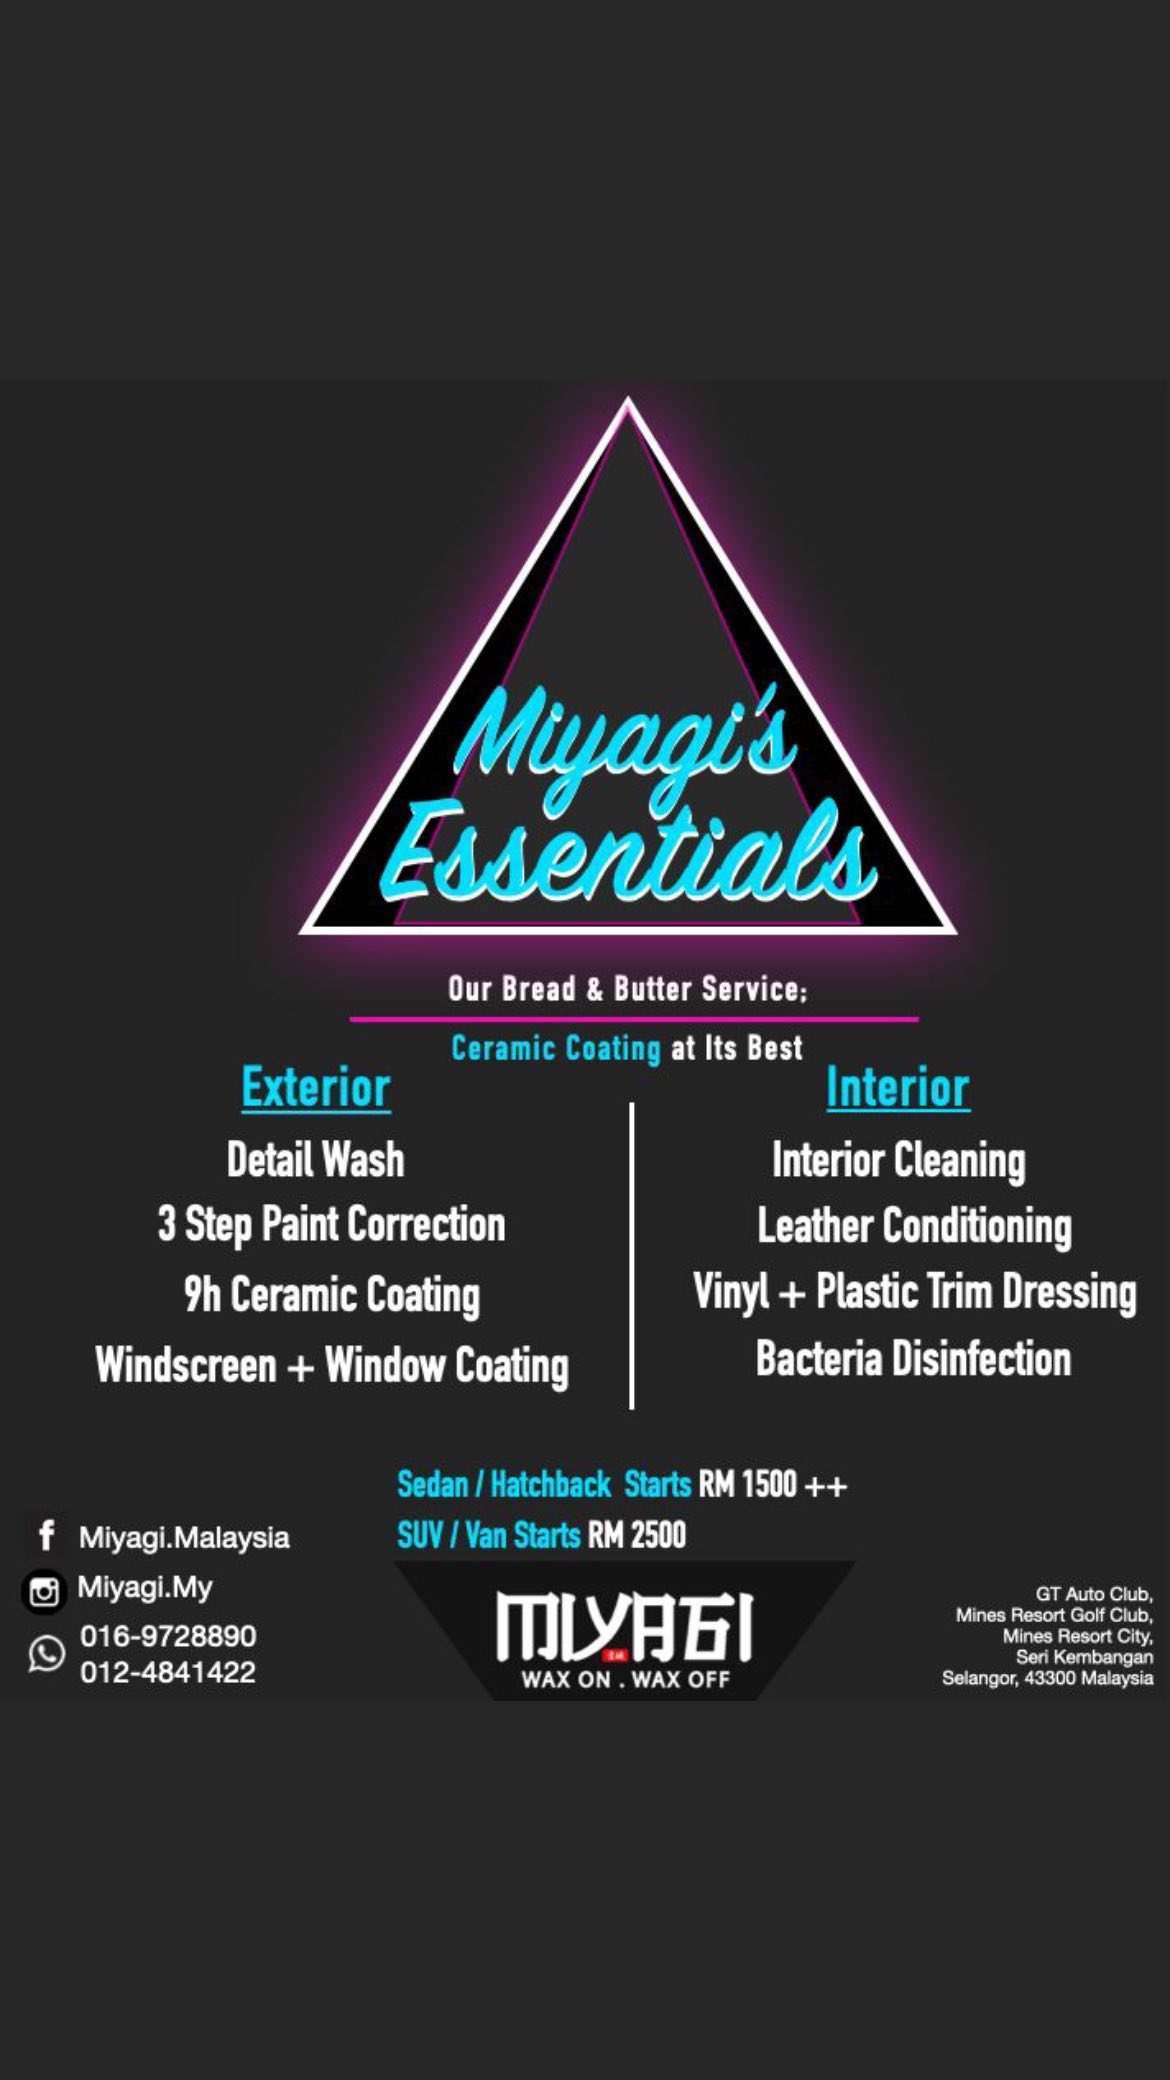 Miyagi's
Essentials
Our Bread & Butter Service;
Ceramic Coating at Its Best
Exterior
Detail Wash
3 Step Paint Correction
9h Ceramic Coating
Windscreen + Window Coating
Interior
Interior Cleaning
Leather Conditioning
Vinyl + Plastic Trim Dressing
Bacteria Disinfection
Sedan / Hatchback Starts RM 1500 ++
SUV / Van Starts RM 2500
f Miyagi.Malaysia
Miyagi.My
016-9728890
012-4841422
MIYAGI
WAX ON . WAX OFF
GT Auto Club,
Mines Resort Golf Club,
Mines Resort City,
Seri Kembangan
Selangor, 43300 Malaysia